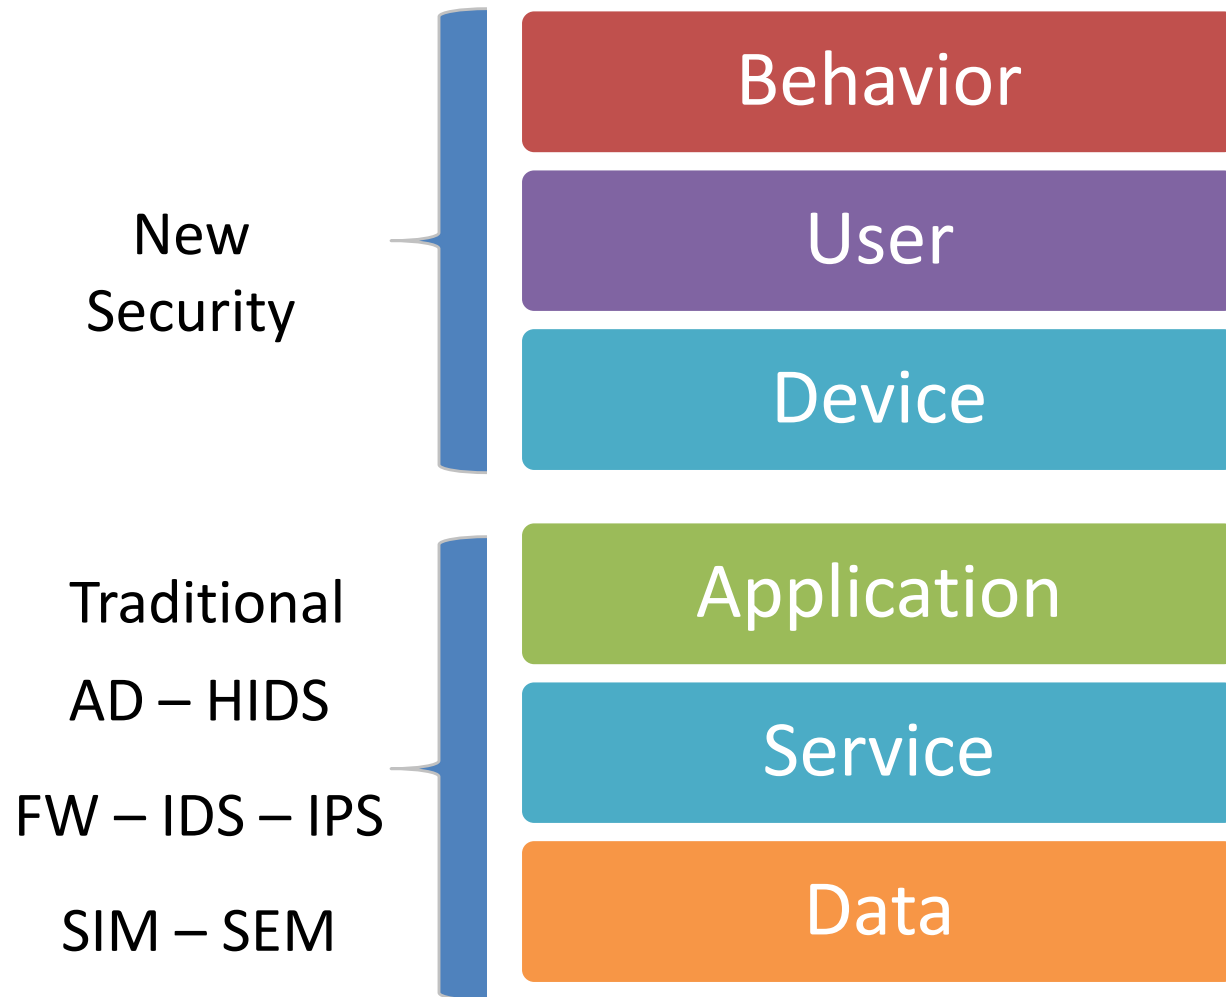 New
Security
Behavior
User
Device
Traditional
AD – HIDS
FW – IDS – IPS
SIM – SEM
Application
Service
Data